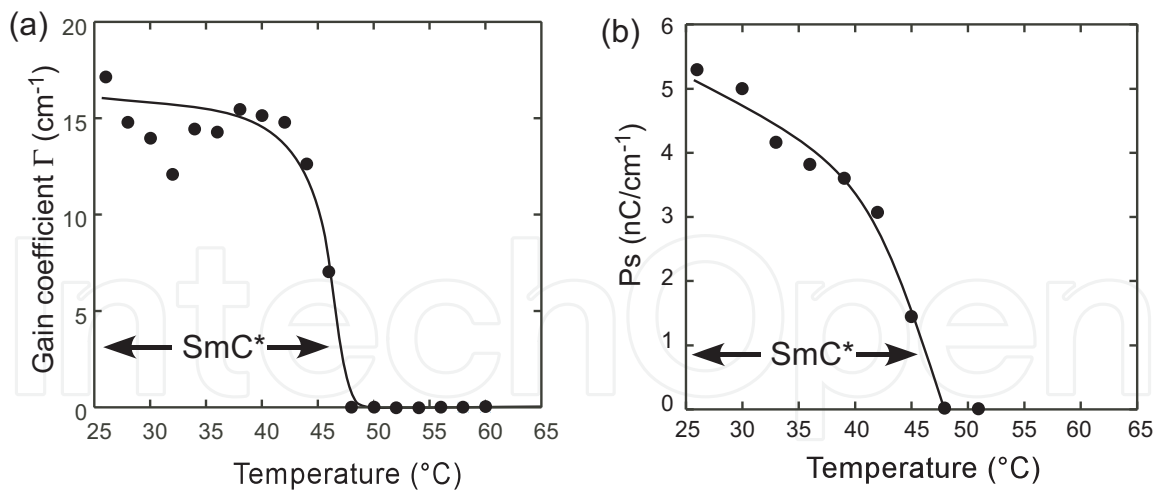 (a)
20
15
10
5
0
Gain coefficient Γ (cm-1)
SmC*
25 30 35 40 45 50 55 60 65
Temperature (°C)
(b)
6
5
4
3
2
1
0
Ps (nC/cm-1)
SmC*
25 30 35 40 45 50 55 60 65
Temperature (°C)
IntechOpen